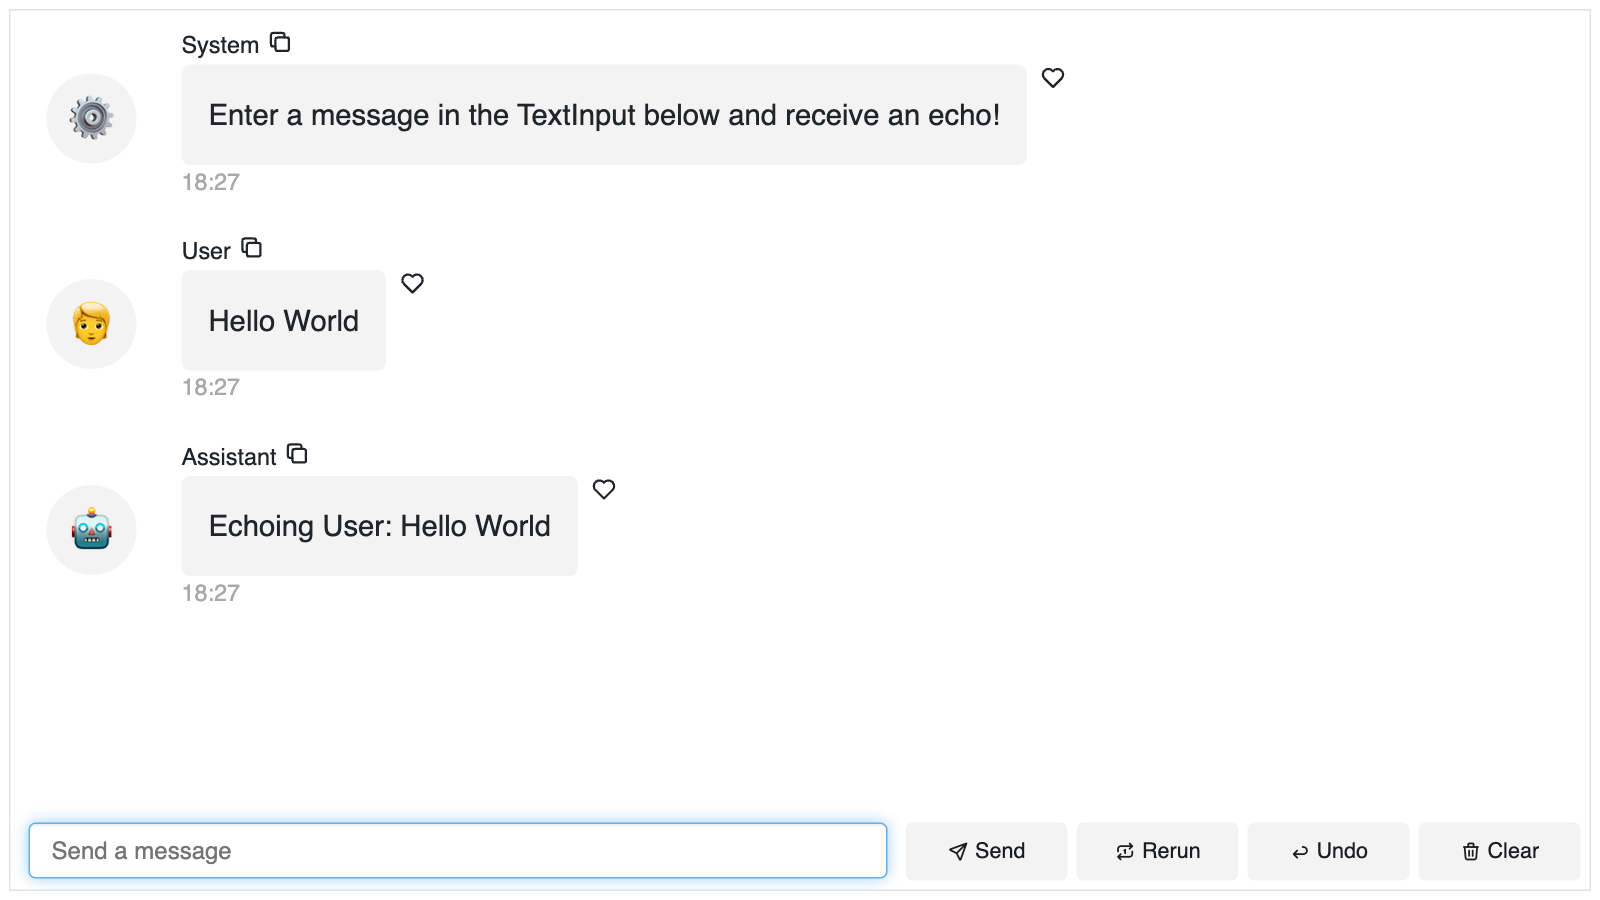 System
Enter a message in the TextInput below and receive an echo!
18:27
User
Hello World
18:27
Assistant
Echoing User: Hello World
18:27
Send a message
Send
Rerun
Undo
Clear